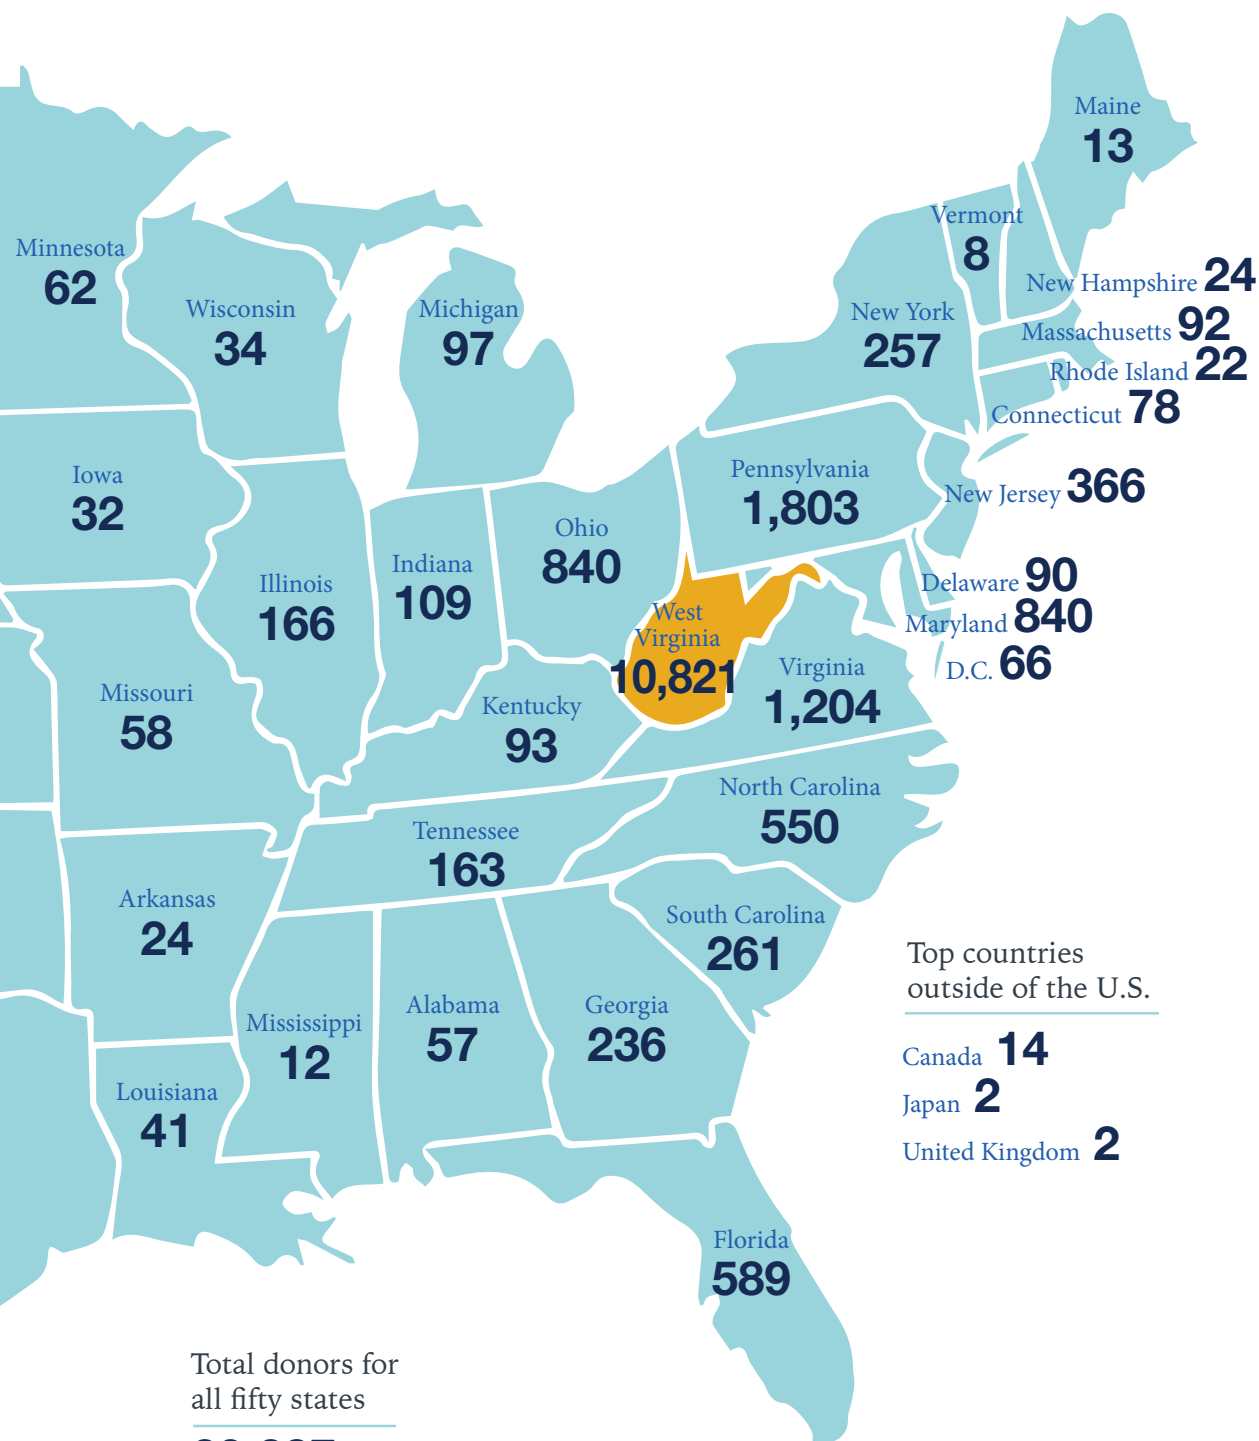 Maine
13
Vermont
8
New Hampshire 24
Minnesota
62
Wisconsin
34
Michigan
97
New York
257
Massachusetts 92
Rhode Island 22
Connecticut 78
Iowa
32
Pennsylvania
1,803
New Jersey 366
Ohio
840
Indiana
109
Illinois
166
Delaware 90
Maryland 840
D.C. 66
West
Virginia
10,821
Virginia
1,204
Missouri
58
Kentucky
93
North Carolina
550
Tennessee
163
Arkansas
24
South Carolina
261
Mississippi
12
Alabama
57
Georgia
236
Louisiana
41
Top countries
outside of the U.S.
Canada 14
Japan 2
United Kingdom 2
Florida
589
Total donors for
all fifty states